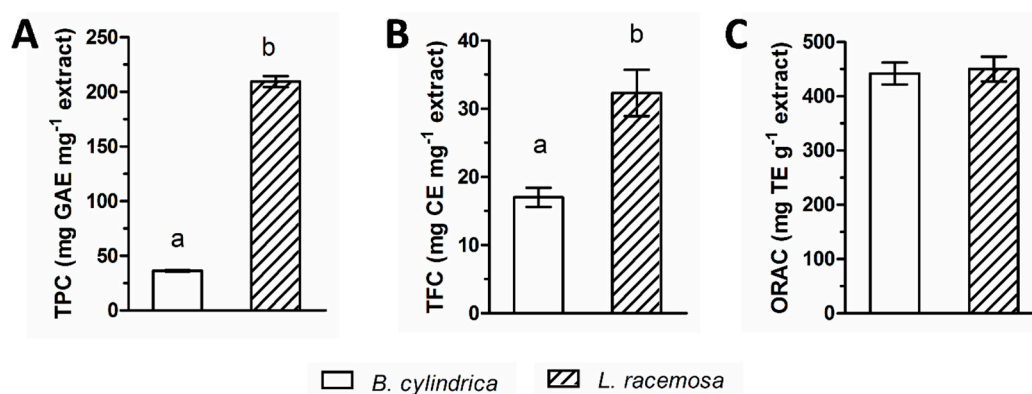 A
TPC (mg GAE mg⁻¹ extract)
250
200
150
100
50
0
a
b
B
TFC (mg CE mg⁻¹ extract)
40
30
20
10
0
a
b
C
ORAC (mg TE g⁻¹ extract)
500
400
300
200
100
0
B. cylindrica
L. racemosa